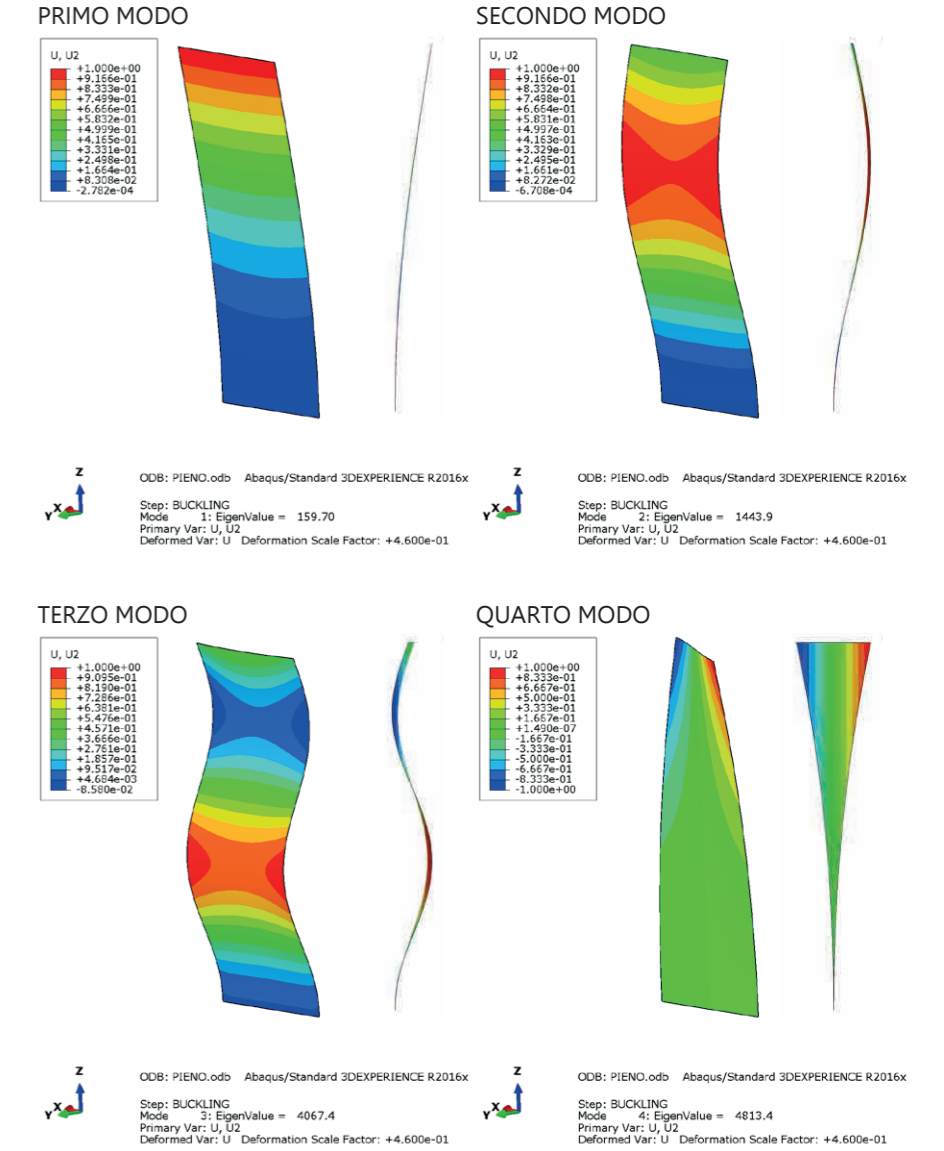 PRIMO MODO
U, U2
+1.000e+00
+9.166e-01
+8.333e-01
+7.499e-01
+6.666e-01
+5.832e-01
+4.999e-01
+4.165e-01
+3.331e-01
+2.498e-01
+1.664e-01
+8.308e-02
-2.782e-04
Z
X
Y
ODB: PIENO.odb Abaqus/Standard 3DEXPERIENCE R2016x
Step: BUCKLING
Mode 1: EigenValue = 159.70
Primary Var: U, U2
Deformed Var: U Deformation Scale Factor: +4.600e-01
SECONDO MODO
U, U2
+1.000e+00
+9.166e-01
+8.332e-01
+7.498e-01
+6.664e-01
+5.831e-01
+4.997e-01
+4.163e-01
+3.329e-01
+2.495e-01
+1.661e-01
+8.272e-02
-6.708e-04
Z
X
Y
ODB: PIENO.odb Abaqus/Standard 3DEXPERIENCE R2016x
Step: BUCKLING
Mode 2: EigenValue = 1443.9
Primary Var: U, U2
Deformed Var: U Deformation Scale Factor: +4.600e-01
TERZO MODO
U, U2
+1.000e+00
+9.095e-01
+8.190e-01
+7.286e-01
+6.381e-01
+5.476e-01
+4.571e-01
+3.666e-01
+2.761e-01
+1.857e-01
+9.517e-02
+4.684e-03
-8.580e-02
Z
X
Y
ODB: PIENO.odb Abaqus/Standard 3DEXPERIENCE R2016x
Step: BUCKLING
Mode 3: EigenValue = 4067.4
Primary Var: U, U2
Deformed Var: U Deformation Scale Factor: +4.600e-01
QUARTO MODO
U, U2
+1.000e+00
+8.333e-01
+6.667e-01
+5.000e-01
+3.333e-01
+1.667e-01
+1.490e-07
-1.667e-01
-3.333e-01
-5.000e-01
-6.667e-01
-8.333e-01
-1.000e+00
Z
X
Y
ODB: PIENO.odb Abaqus/Standard 3DEXPERIENCE R2016x
Step: BUCKLING
Mode 4: EigenValue = 4813.4
Primary Var: U, U2
Deformed Var: U Deformation Scale Factor: +4.600e-01